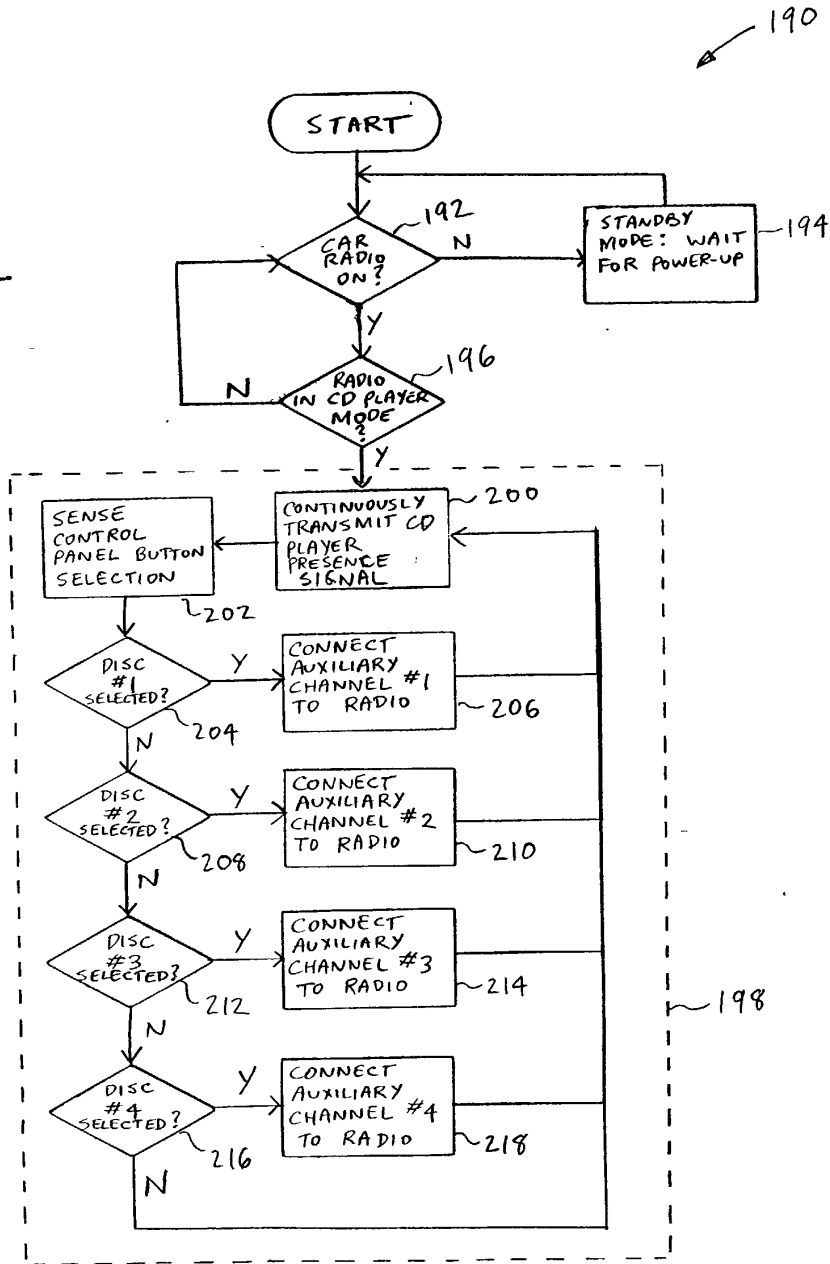 190
START
192
CAR
RADIO
ON?
N
STANDBY
MODE: WAIT
FOR POWER-UP
194
Y
196
RADIO
IN CD PLAYER
MODE
?
N
Y
200
CONTINUOUSLY
TRANSMIT CD
PLAYER
PRESENCE
SIGNAL
SENSE
CONTROL
PANEL BUTTON
SELECTION
202
DISC
#1
SELECTED?
204
Y
CONNECT
AUXILIARY
CHANNEL #1
TO RADIO
206
N
DISC
#2
SELECTED?
208
Y
CONNECT
AUXILIARY
CHANNEL #2
TO RADIO
210
N
DISC
#3
SELECTED?
212
Y
CONNECT
AUXILIARY
CHANNEL #3
TO RADIO
214
198
N
DISC
#4
SELECTED?
216
Y
CONNECT
AUXILIARY
CHANNEL #4
TO RADIO
218
N